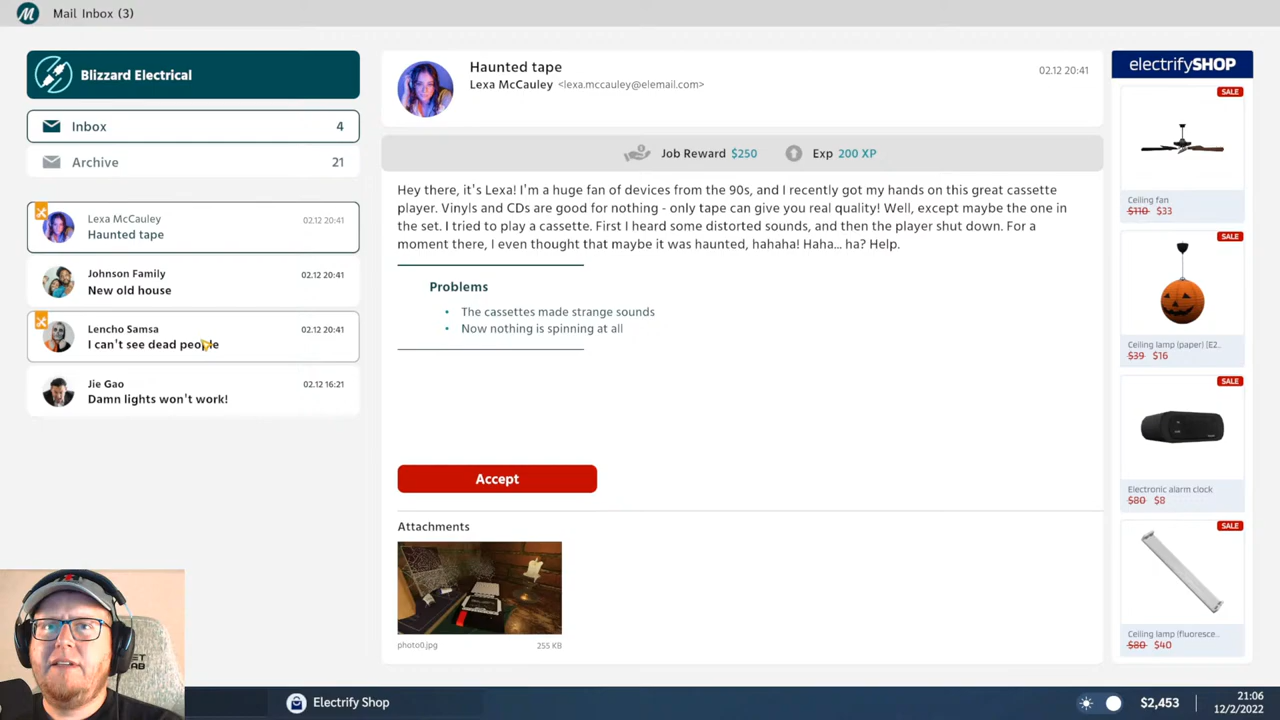 Mail Inbox (3)
Blizzard Electrical
Inbox 4
Archive 21
Lexa McCauley 02.12 20:41
Haunted tape
Johnson Family 02.12 20:41
New old house
Lencho Samsa 02.12 20:41
I can't see dead people
Jie Gao 02.12 16:21
Damn lights won't work!
Haunted tape 02.12 20:41
Lexa McCauley <lexa.mccauley@elemail.com>
Job Reward $250 Exp 200 XP
Hey there, it's Lexa! I'm a huge fan of devices from the 90s, and I recently got my hands on this great cassette
player. Vinyls and CDs are good for nothing - only tape can give you real quality! Well, except maybe the one in
the set. I tried to play a cassette. First I heard some distorted sounds, and then the player shut down. For a
moment there, I even thought that maybe it was haunted, hahaha! Haha... ha? Help.
Problems
• The cassettes made strange sounds
• Now nothing is spinning at all
Accept
Attachments
photo0.jpg 255 KB
electrifySHOP
SALE
Ceiling fan
$110 $33
SALE
Ceiling lamp (paper) [E2..
$39 $16
SALE
Electronic alarm clock
$80 $8
SALE
Ceiling lamp (fluoresce..
$80 $40
Electrify Shop
$2,453
21:06
12/2/2022